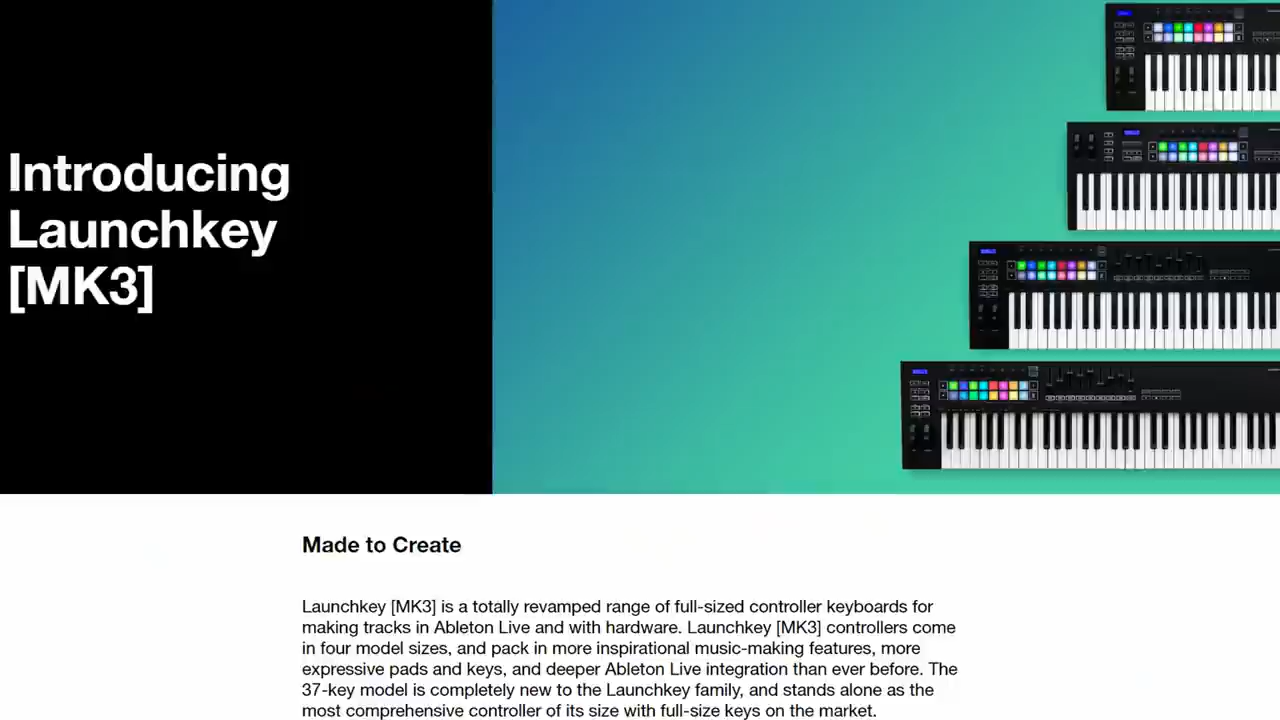 Introducing
Launchkey
[MK3]
Made to Create
Launchkey [MK3] is a totally revamped range of full-sized controller keyboards for
making tracks in Ableton Live and with hardware. Launchkey [MK3] controllers come
in four model sizes, and pack in more inspirational music-making features, more
expressive pads and keys, and deeper Ableton Live integration than ever before. The
37-key model is completely new to the Launchkey family, and stands alone as the
most comprehensive controller of its size with full-size keys on the market.